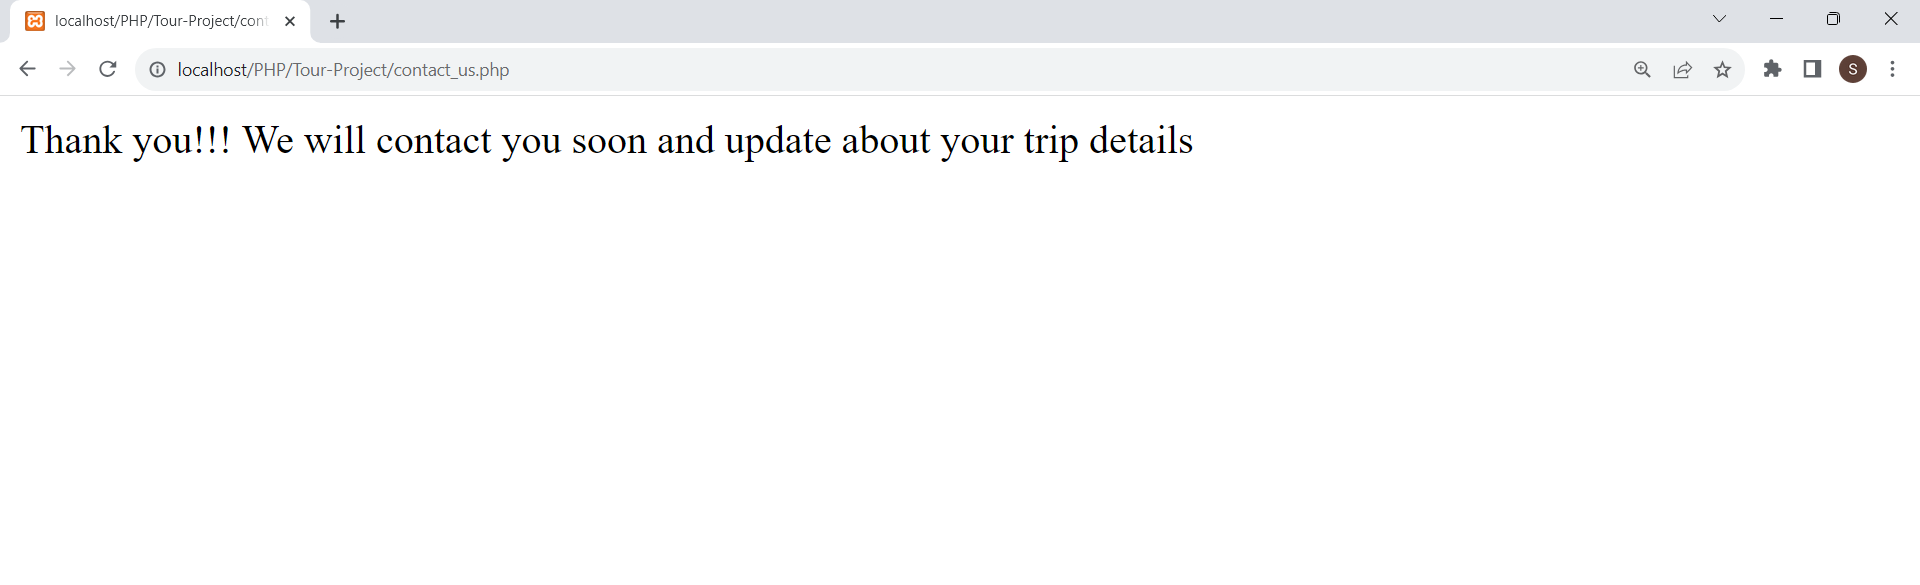 localhost/PHP/Tour-Project/cont
localhost/PHP/Tour-Project/contact_us.php
S
Thank you!!! We will contact you soon and update about your trip details